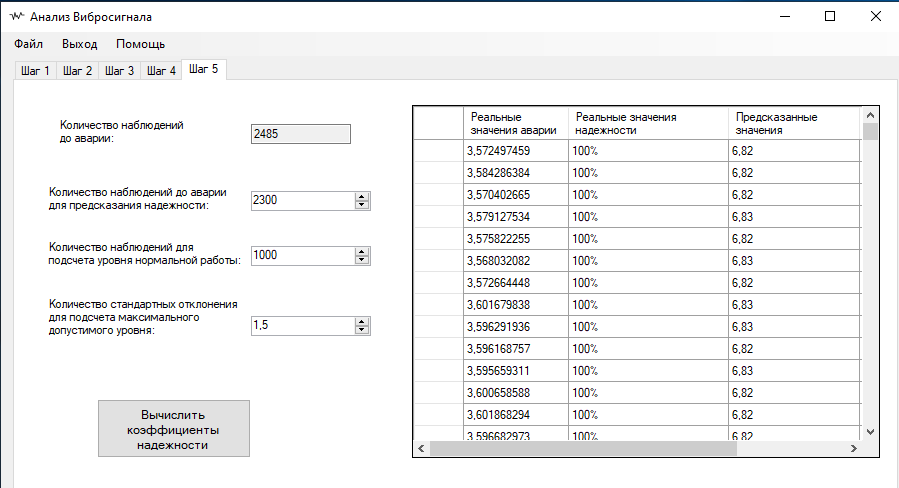 Анализ Вибросигнала
Файл Выход Помощь
Шаг 1 Шаг 2 Шаг 3 Шаг 4 Шаг 5
Количество наблюдений
до аварии:
2485
Количество наблюдений до аварии
для предсказания надежности:
2300
Количество наблюдений для
подсчета уровня нормальной работы:
1000
Количество стандартных отклонения
для подсчета максимального
допустимого уровня:
1,5
Вычислить
коэффициенты
надежности
Реальные значения аварии Реальные значения надежности Предсказанные значения
3,572497459 100% 6,82
3,584286384 100% 6,82
3,570402665 100% 6,82
3,579127534 100% 6,83
3,575822255 100% 6,82
3,568032082 100% 6,83
3,572664448 100% 6,82
3,601679838 100% 6,83
3,596291936 100% 6,83
3,596168757 100% 6,82
3,595659311 100% 6,83
3,600658588 100% 6,82
3,601868294 100% 6,82
3,596682973 100% 6,82